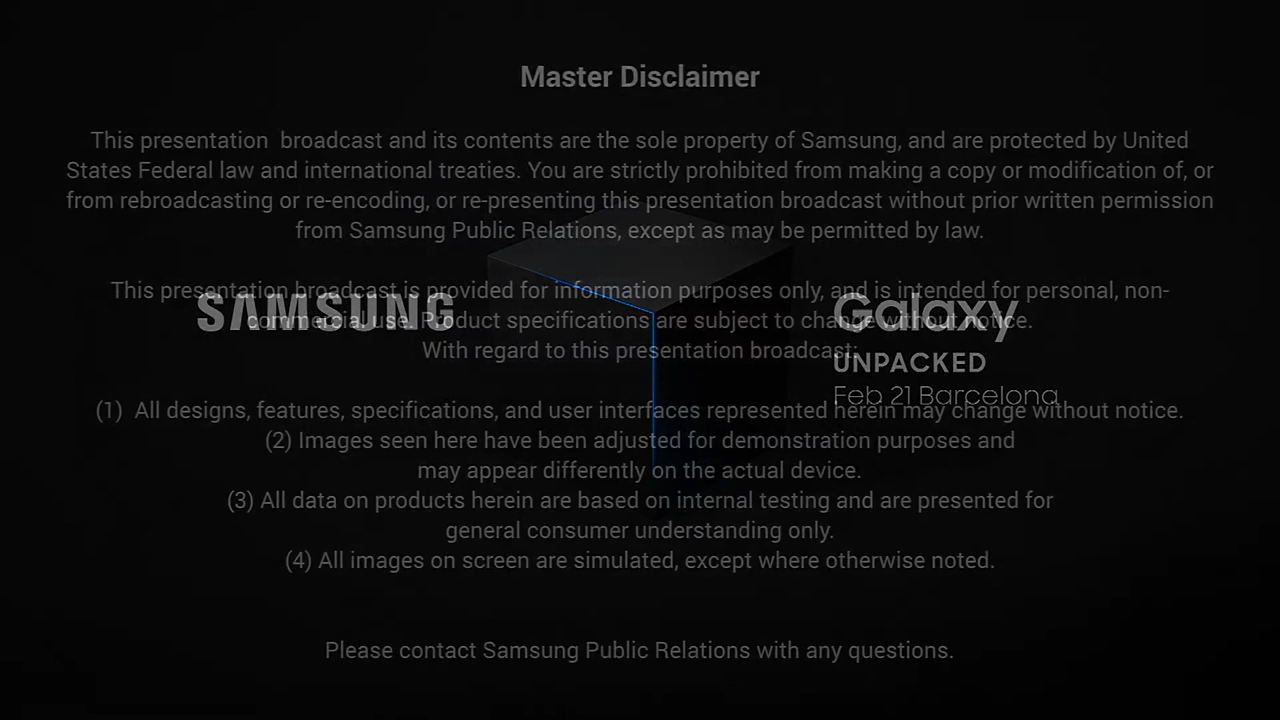 Master Disclaimer
This presentation broadcast and its contents are the sole property of Samsung, and are protected by United
States Federal law and international treaties. You are strictly prohibited from making a copy or modification of, or
from rebroadcasting or re-encoding, or re-presenting this presentation broadcast without prior written permission
from Samsung Public Relations, except as may be permitted by law.
This presentation broadcast is provided for information purposes only, and is intended for personal, non-
commercial use. Product specifications are subject to change without notice.
With regard to this presentation broadcast:
SAMSUNG
Galaxy
UNPACKED
Feb 21 Barcelona
(1) All designs, features, specifications, and user interfaces represented herein may change without notice.
(2) Images seen here have been adjusted for demonstration purposes and
may appear differently on the actual device.
(3) All data on products herein are based on internal testing and are presented for
general consumer understanding only.
(4) All images on screen are simulated, except where otherwise noted.
Please contact Samsung Public Relations with any questions.